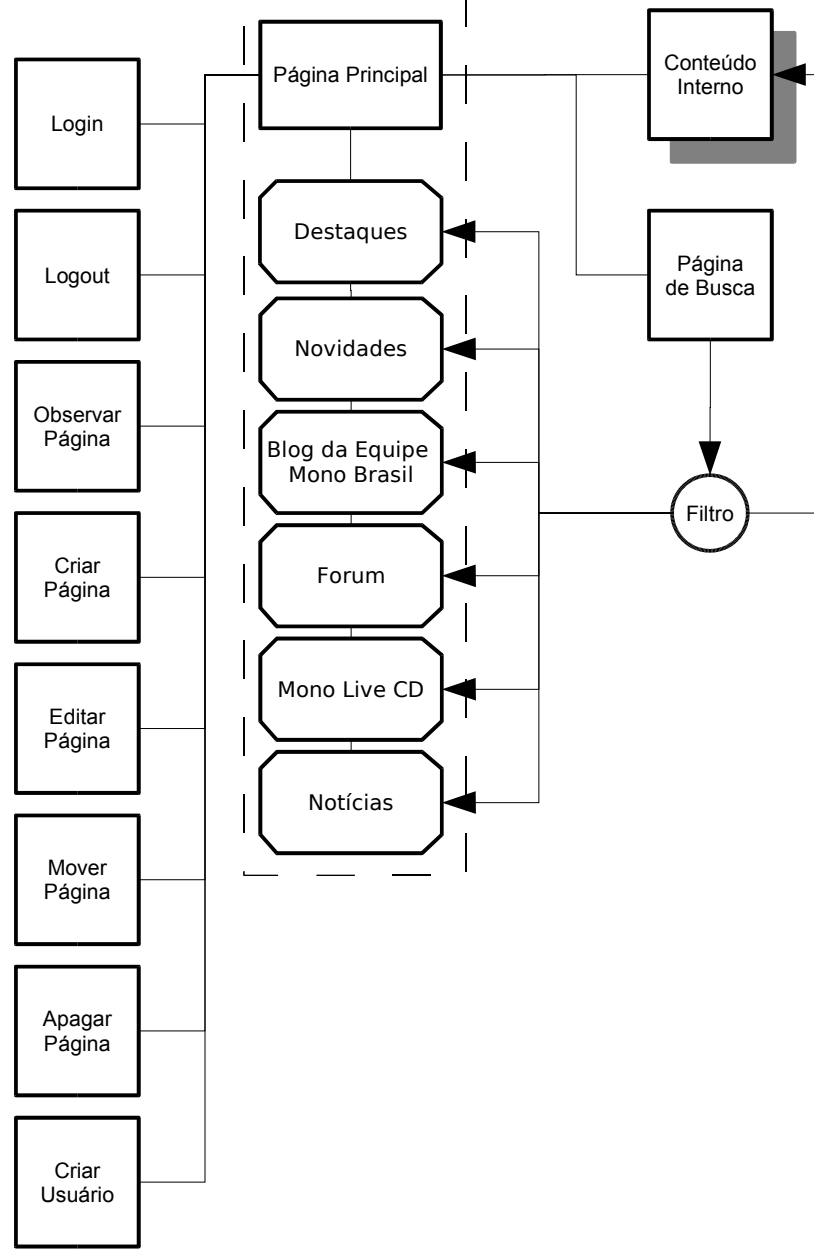 Login
Logout
Observar
Página
Criar
Página
Editar
Página
Mover
Página
Apagar
Página
Criar
Usuário
Página Principal
Destaques
Novidades
Blog da Equipe
Mono Brasil
Forum
Mono Live CD
Notícias
Conteúdo
Interno
Página
de Busca
Filtro